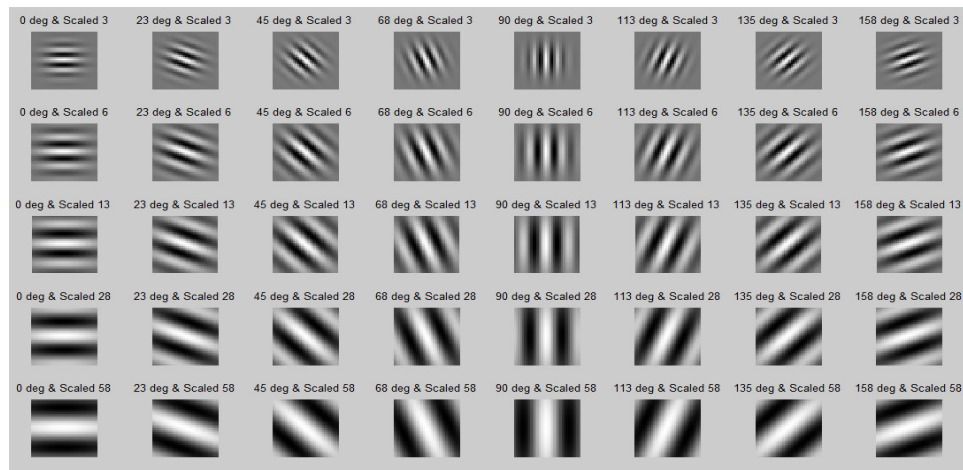 0 deg & Scaled 3 23 deg & Scaled 3 45 deg & Scaled 3 68 deg & Scaled 3 90 deg & Scaled 3 113 deg & Scaled 3 135 deg & Scaled 3 158 deg & Scaled 3
0 deg & Scaled 6 23 deg & Scaled 6 45 deg & Scaled 6 68 deg & Scaled 6 90 deg & Scaled 6 113 deg & Scaled 6 135 deg & Scaled 6 158 deg & Scaled 6
0 deg & Scaled 13 23 deg & Scaled 13 45 deg & Scaled 13 68 deg & Scaled 13 90 deg & Scaled 13 113 deg & Scaled 13 135 deg & Scaled 13 158 deg & Scaled 13
0 deg & Scaled 28 23 deg & Scaled 28 45 deg & Scaled 28 68 deg & Scaled 28 90 deg & Scaled 28 113 deg & Scaled 28 135 deg & Scaled 28 158 deg & Scaled 28
0 deg & Scaled 58 23 deg & Scaled 58 45 deg & Scaled 58 68 deg & Scaled 58 90 deg & Scaled 58 113 deg & Scaled 58 135 deg & Scaled 58 158 deg & Scaled 58